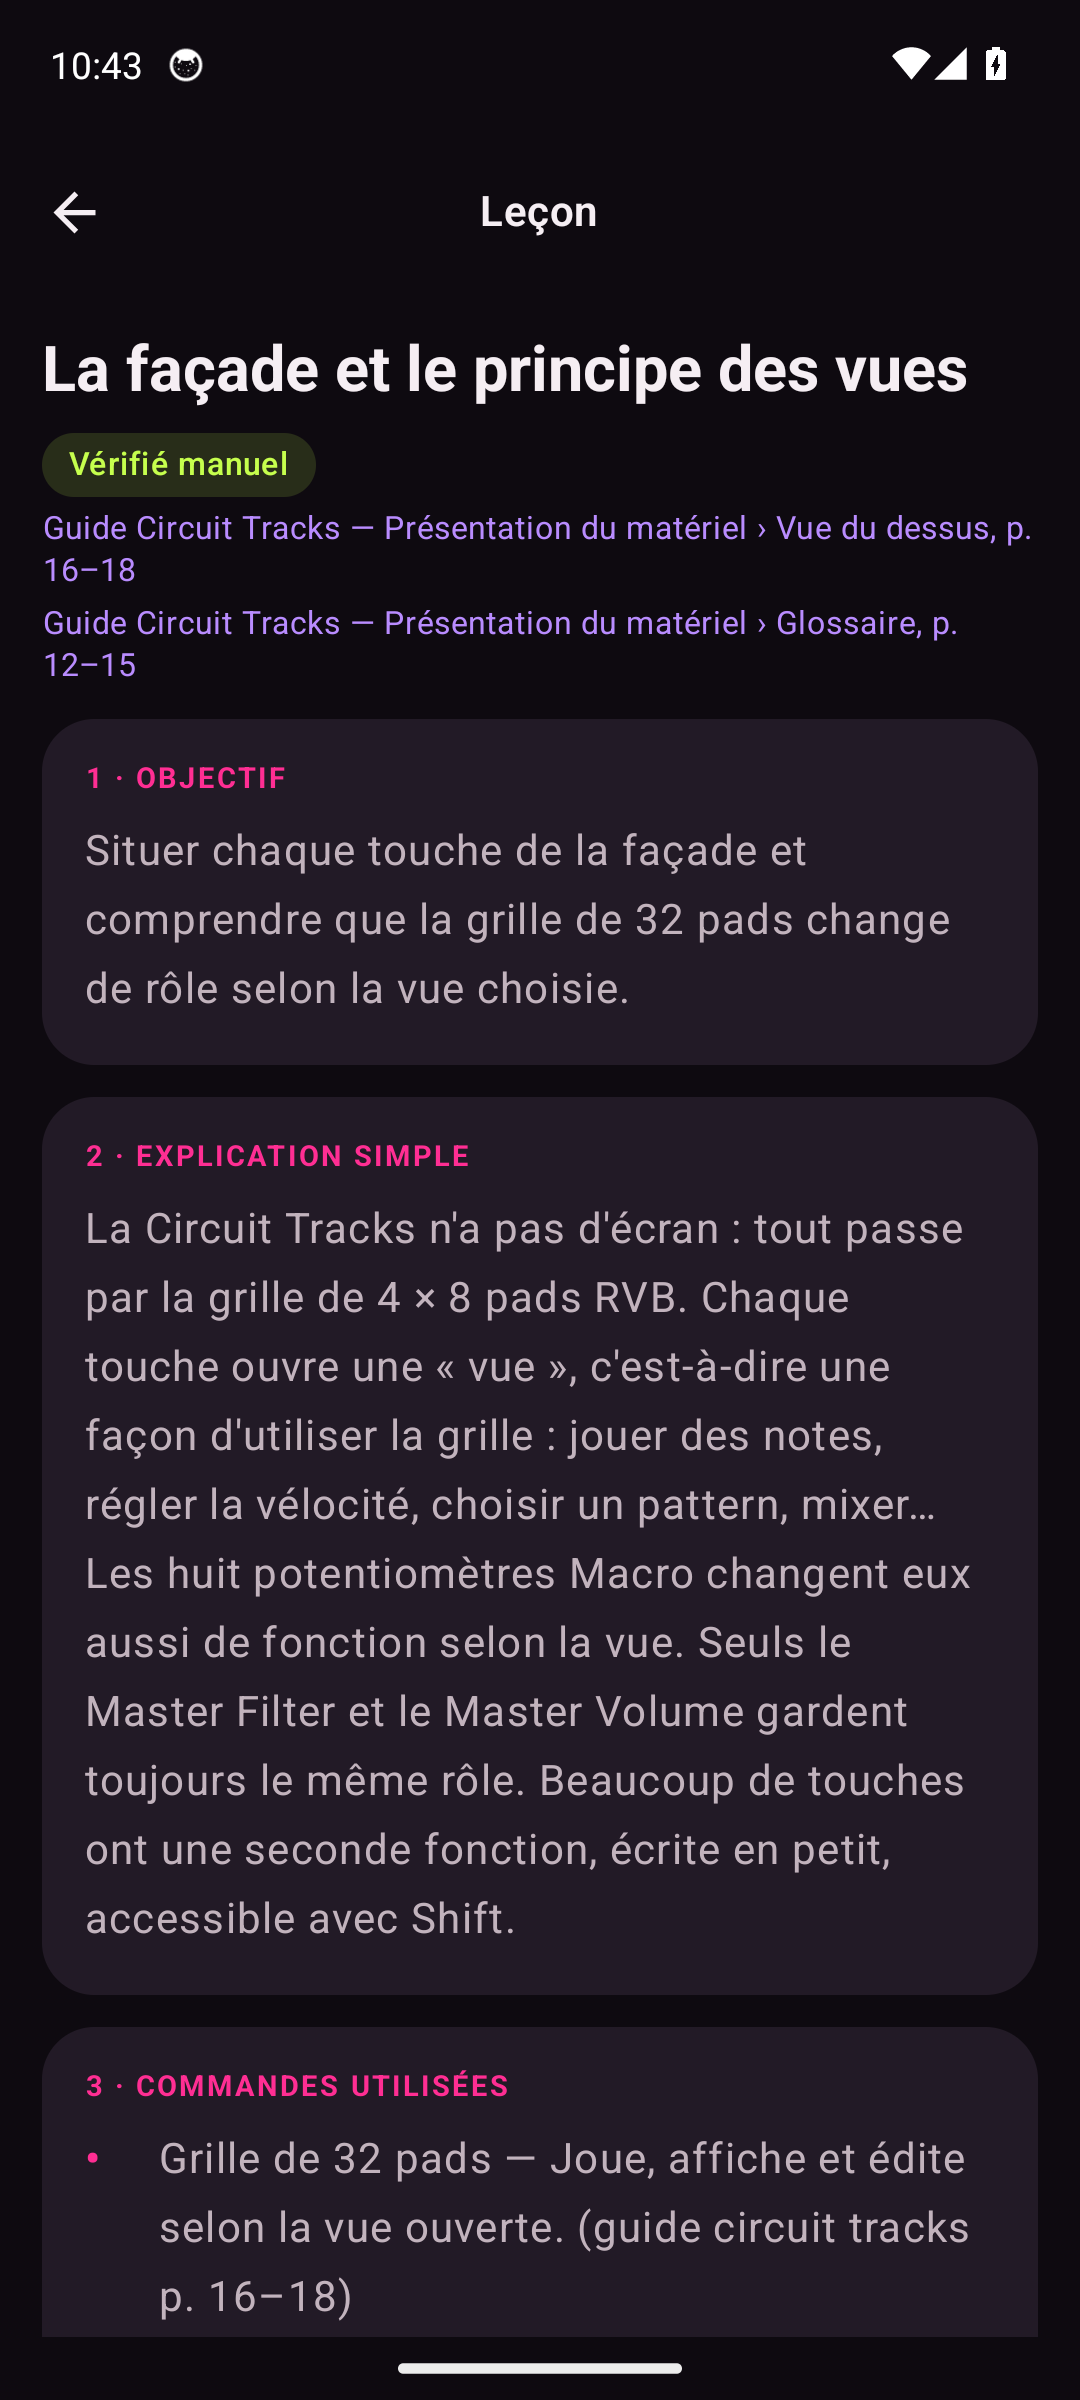 10:43
Leçon
La façade et le principe des vues
Vérifié manuel
Guide Circuit Tracks — Présentation du matériel › Vue du dessus, p.
16–18
Guide Circuit Tracks — Présentation du matériel › Glossaire, p.
12–15
1 · OBJECTIF
Situer chaque touche de la façade et
comprendre que la grille de 32 pads change
de rôle selon la vue choisie.
2 · EXPLICATION SIMPLE
La Circuit Tracks n'a pas d'écran : tout passe
par la grille de 4 × 8 pads RVB. Chaque
touche ouvre une « vue », c'est-à-dire une
façon d'utiliser la grille : jouer des notes,
régler la vélocité, choisir un pattern, mixer…
Les huit potentiomètres Macro changent eux
aussi de fonction selon la vue. Seuls le
Master Filter et le Master Volume gardent
toujours le même rôle. Beaucoup de touches
ont une seconde fonction, écrite en petit,
accessible avec Shift.
3 · COMMANDES UTILISÉES
• Grille de 32 pads — Joue, affiche et édite
selon la vue ouverte. (guide circuit tracks
p. 16–18)